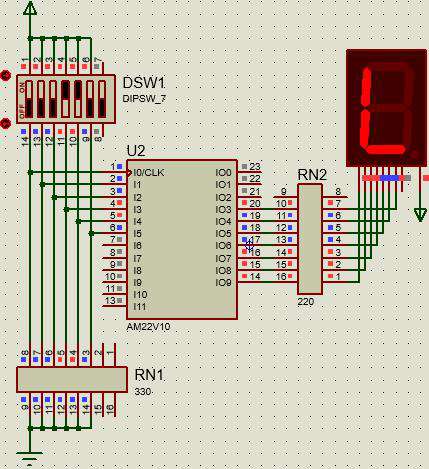 1 2 3 4 5 6 7
ON
OFF
DSW1
DIPSW_7
14 13 12 11 10 9 8
U2
1 I0/CLK IO0 23
2 I1 IO1 22
3 I2 IO2 21
4 I3 IO3 20
5 I4 IO4 19
6 I5 IO5 18
7 I6 IO6 17
8 I7 IO7 16
9 I8 IO8 15
10 I9 IO9 14
11 I10
13 I11
AM22V10
RN2
9 8
10 7
11 6
12 5
13 4
14 3
15 2
16 1
220
8 7 6 5 4 3 2 1
RN1
330
9 10 11 12 13 14 15 16